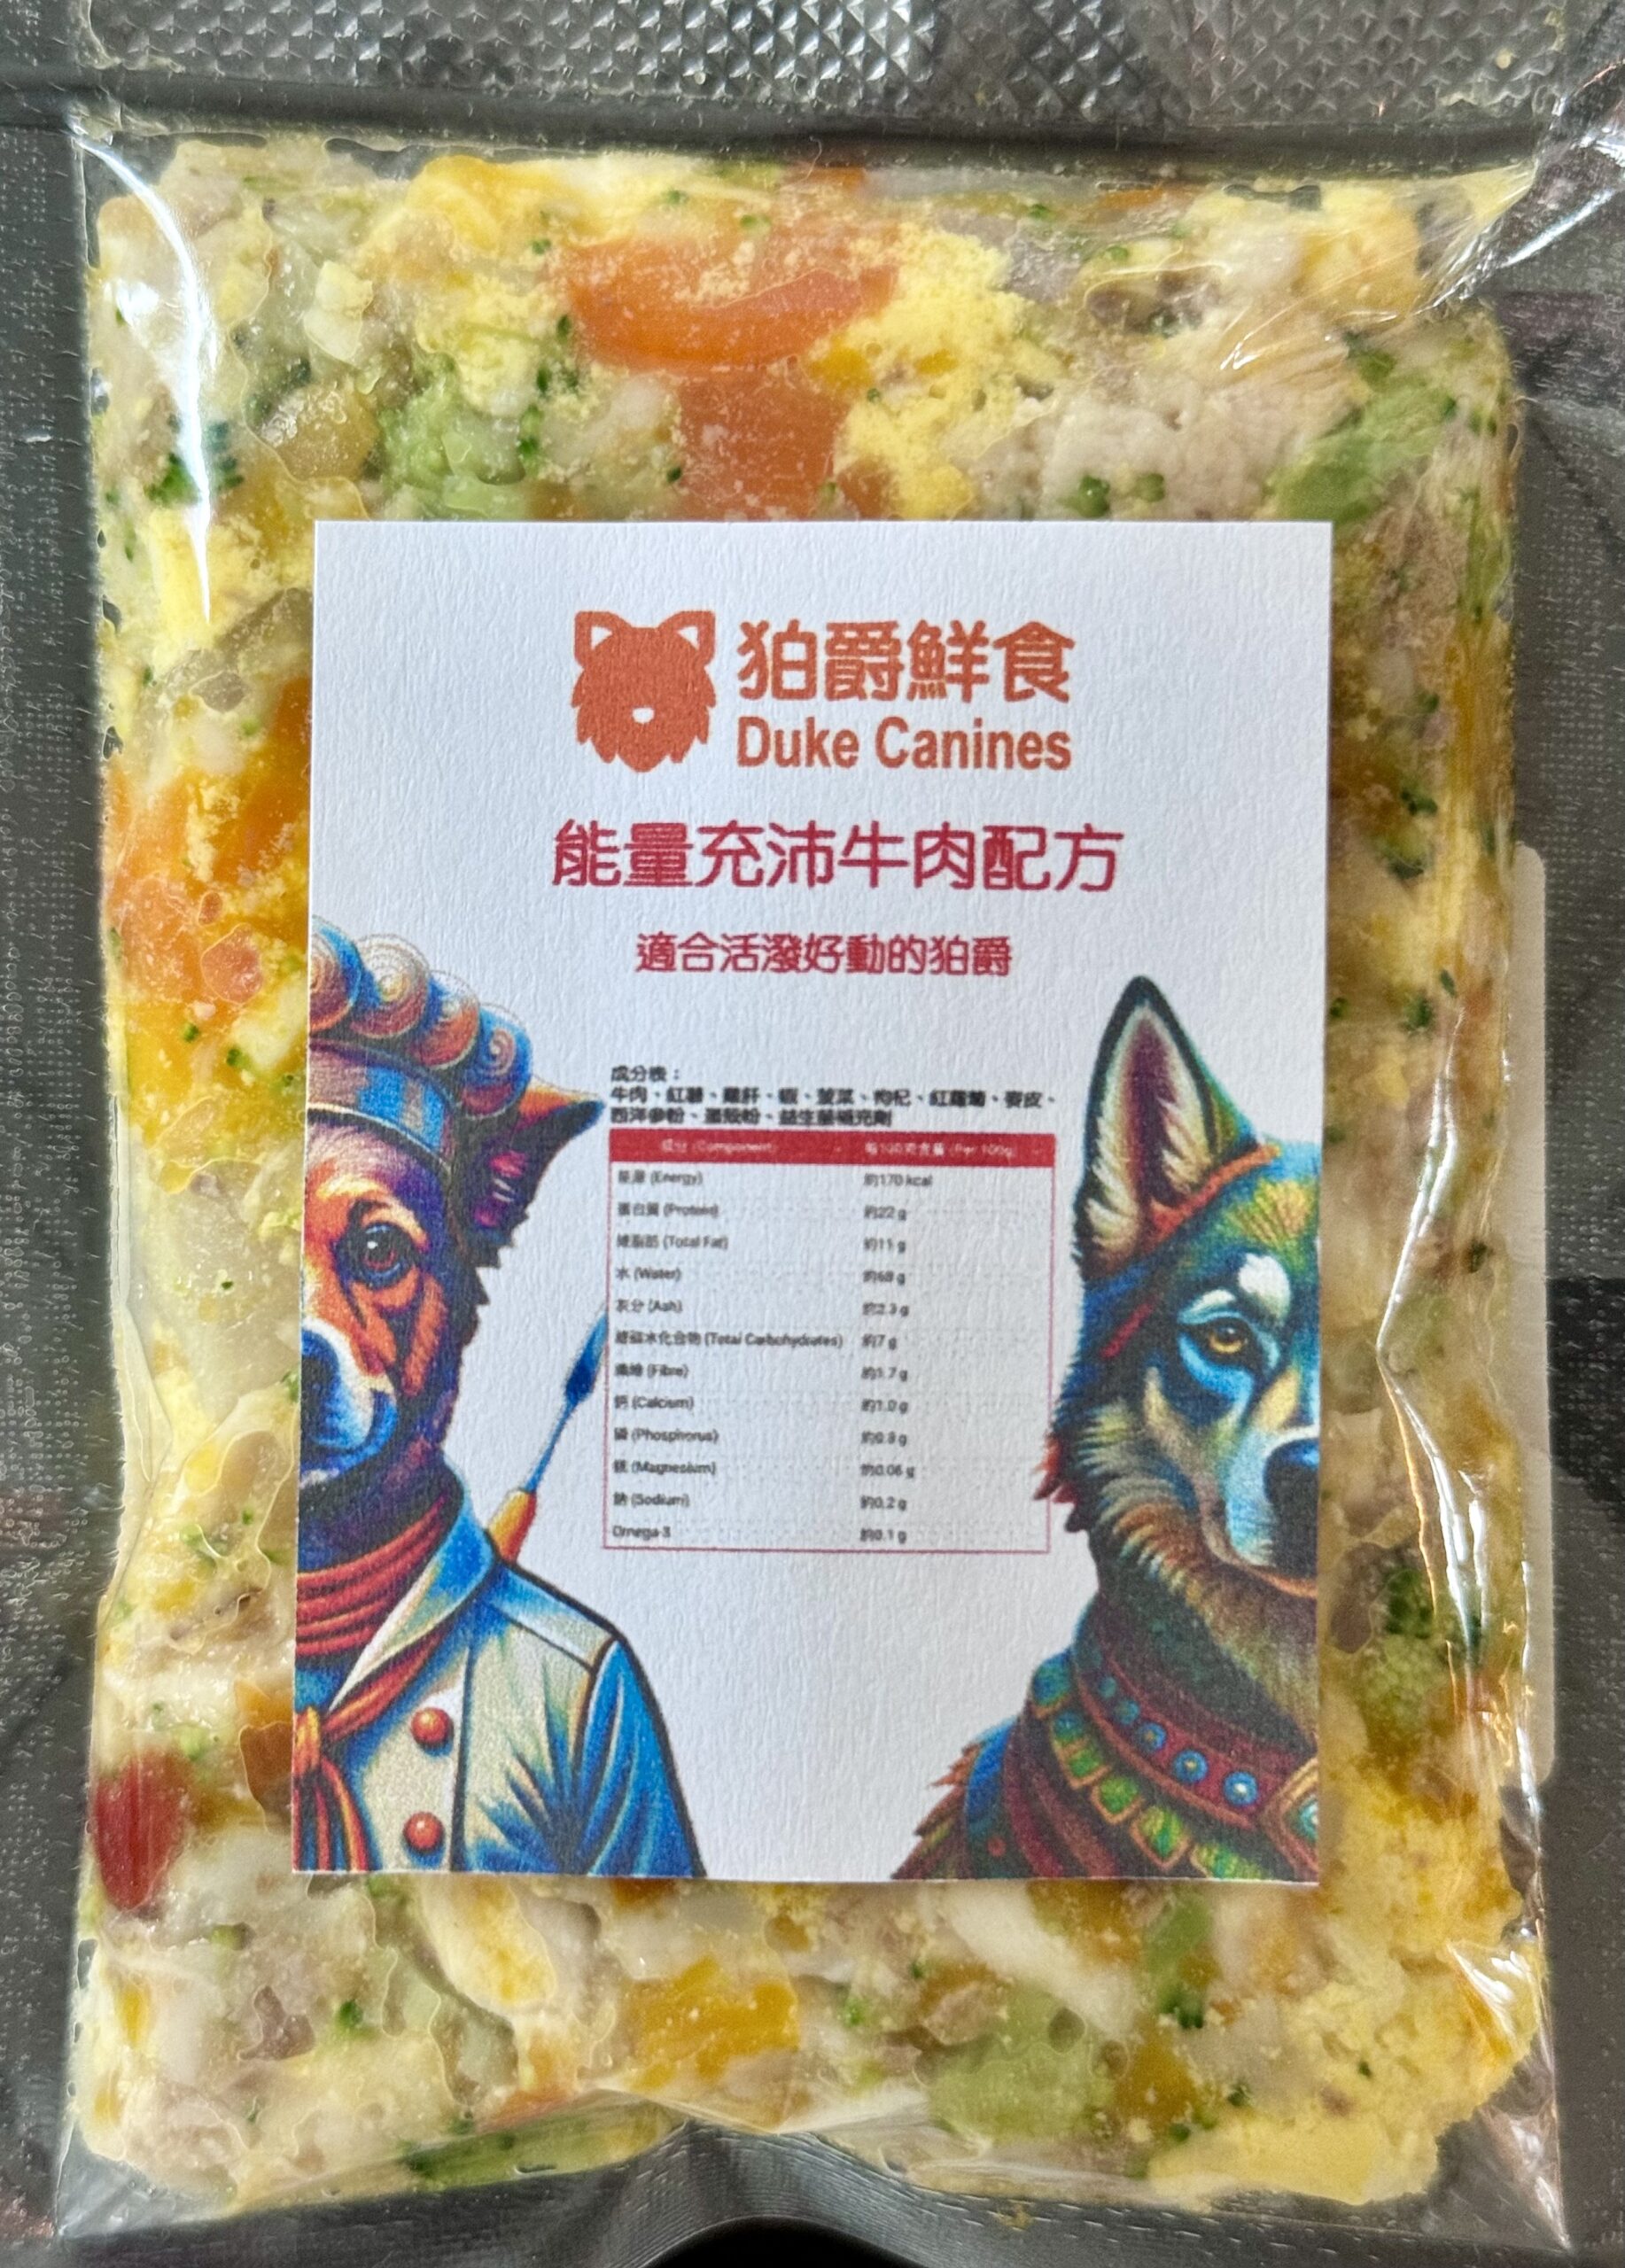 狛爵鮮食
Duke Canines
能量充沛牛肉配方
適合活潑好動的狛爵
成分表：
牛肉、紅薯、雞肝、蝦、菠菜、枸杞、紅蘿蔔、麥皮、
西洋參粉、蛋殼粉、益生菌補充劑
成分 (Component) 每100克含量 (Per 100g)
能量 (Energy) 約170 kcal
蛋白質 (Protein) 約22 g
總脂肪 (Total Fat) 約11 g
水 (Water) 約68 g
灰分 (Ash) 約2.3 g
總碳水化合物 (Total Carbohydrates) 約7 g
纖維 (Fibre) 約1.7 g
鈣 (Calcium) 約1.0 g
磷 (Phosphorus) 約0.8 g
鎂 (Magnesium) 約0.06 g
鈉 (Sodium) 約0.2 g
Omega-3 約0.1 g